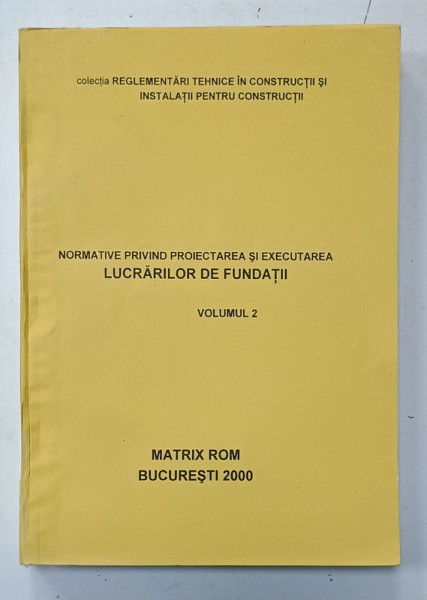 colecția REGLEMENTĂRI TEHNICE ÎN CONSTRUCȚII ȘI
INSTALAȚII PENTRU CONSTRUCȚII
NORMATIVE PRIVIND PROIECTAREA ȘI EXECUTAREA
LUCRĂRILOR DE FUNDAȚII
VOLUMUL 2
MATRIX ROM
BUCUREȘTI 2000